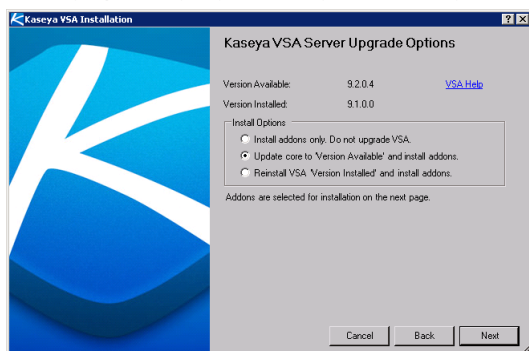 Kaseya VSA Installation
Kaseya VSA Server Upgrade Options
Version Available: 9.2.0.4 VSA Help
Version Installed: 9.1.0.0
Install Options
Install addons only. Do not upgrade VSA.
Update core to 'Version Available' and install addons.
Reinstall VSA 'Version Installed' and install addons.
Addons are selected for installation on the next page.
Cancel Back Next